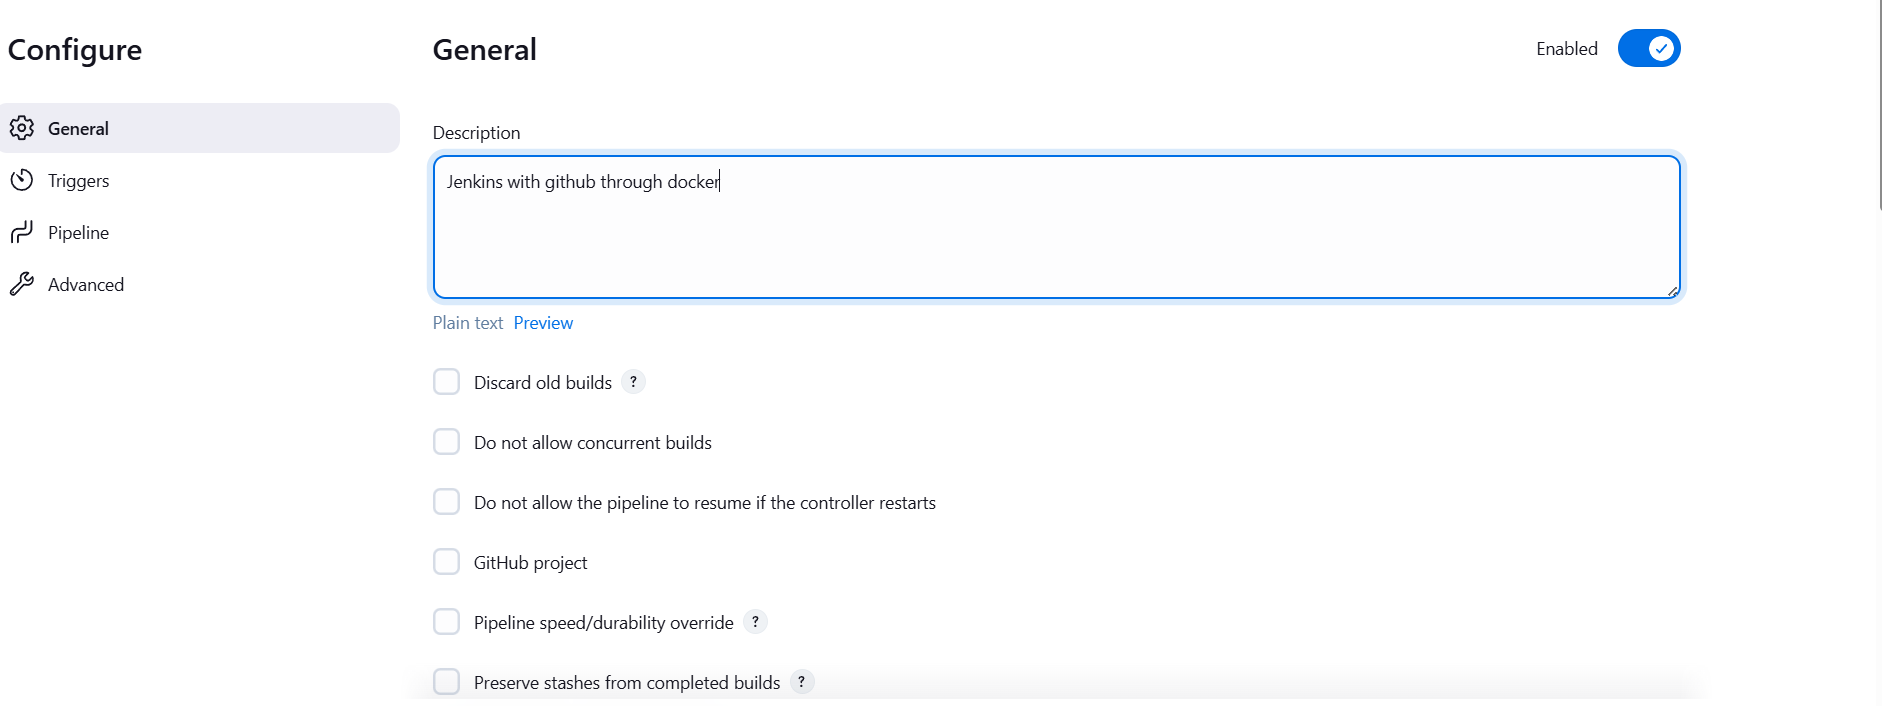 Configure
General
Triggers
Pipeline
Advanced
General
Enabled
Description
Jenkins with github through docker
Plain text Preview
Discard old builds ?
Do not allow concurrent builds
Do not allow the pipeline to resume if the controller restarts
GitHub project
Pipeline speed/durability override ?
Preserve stashes from completed builds ?